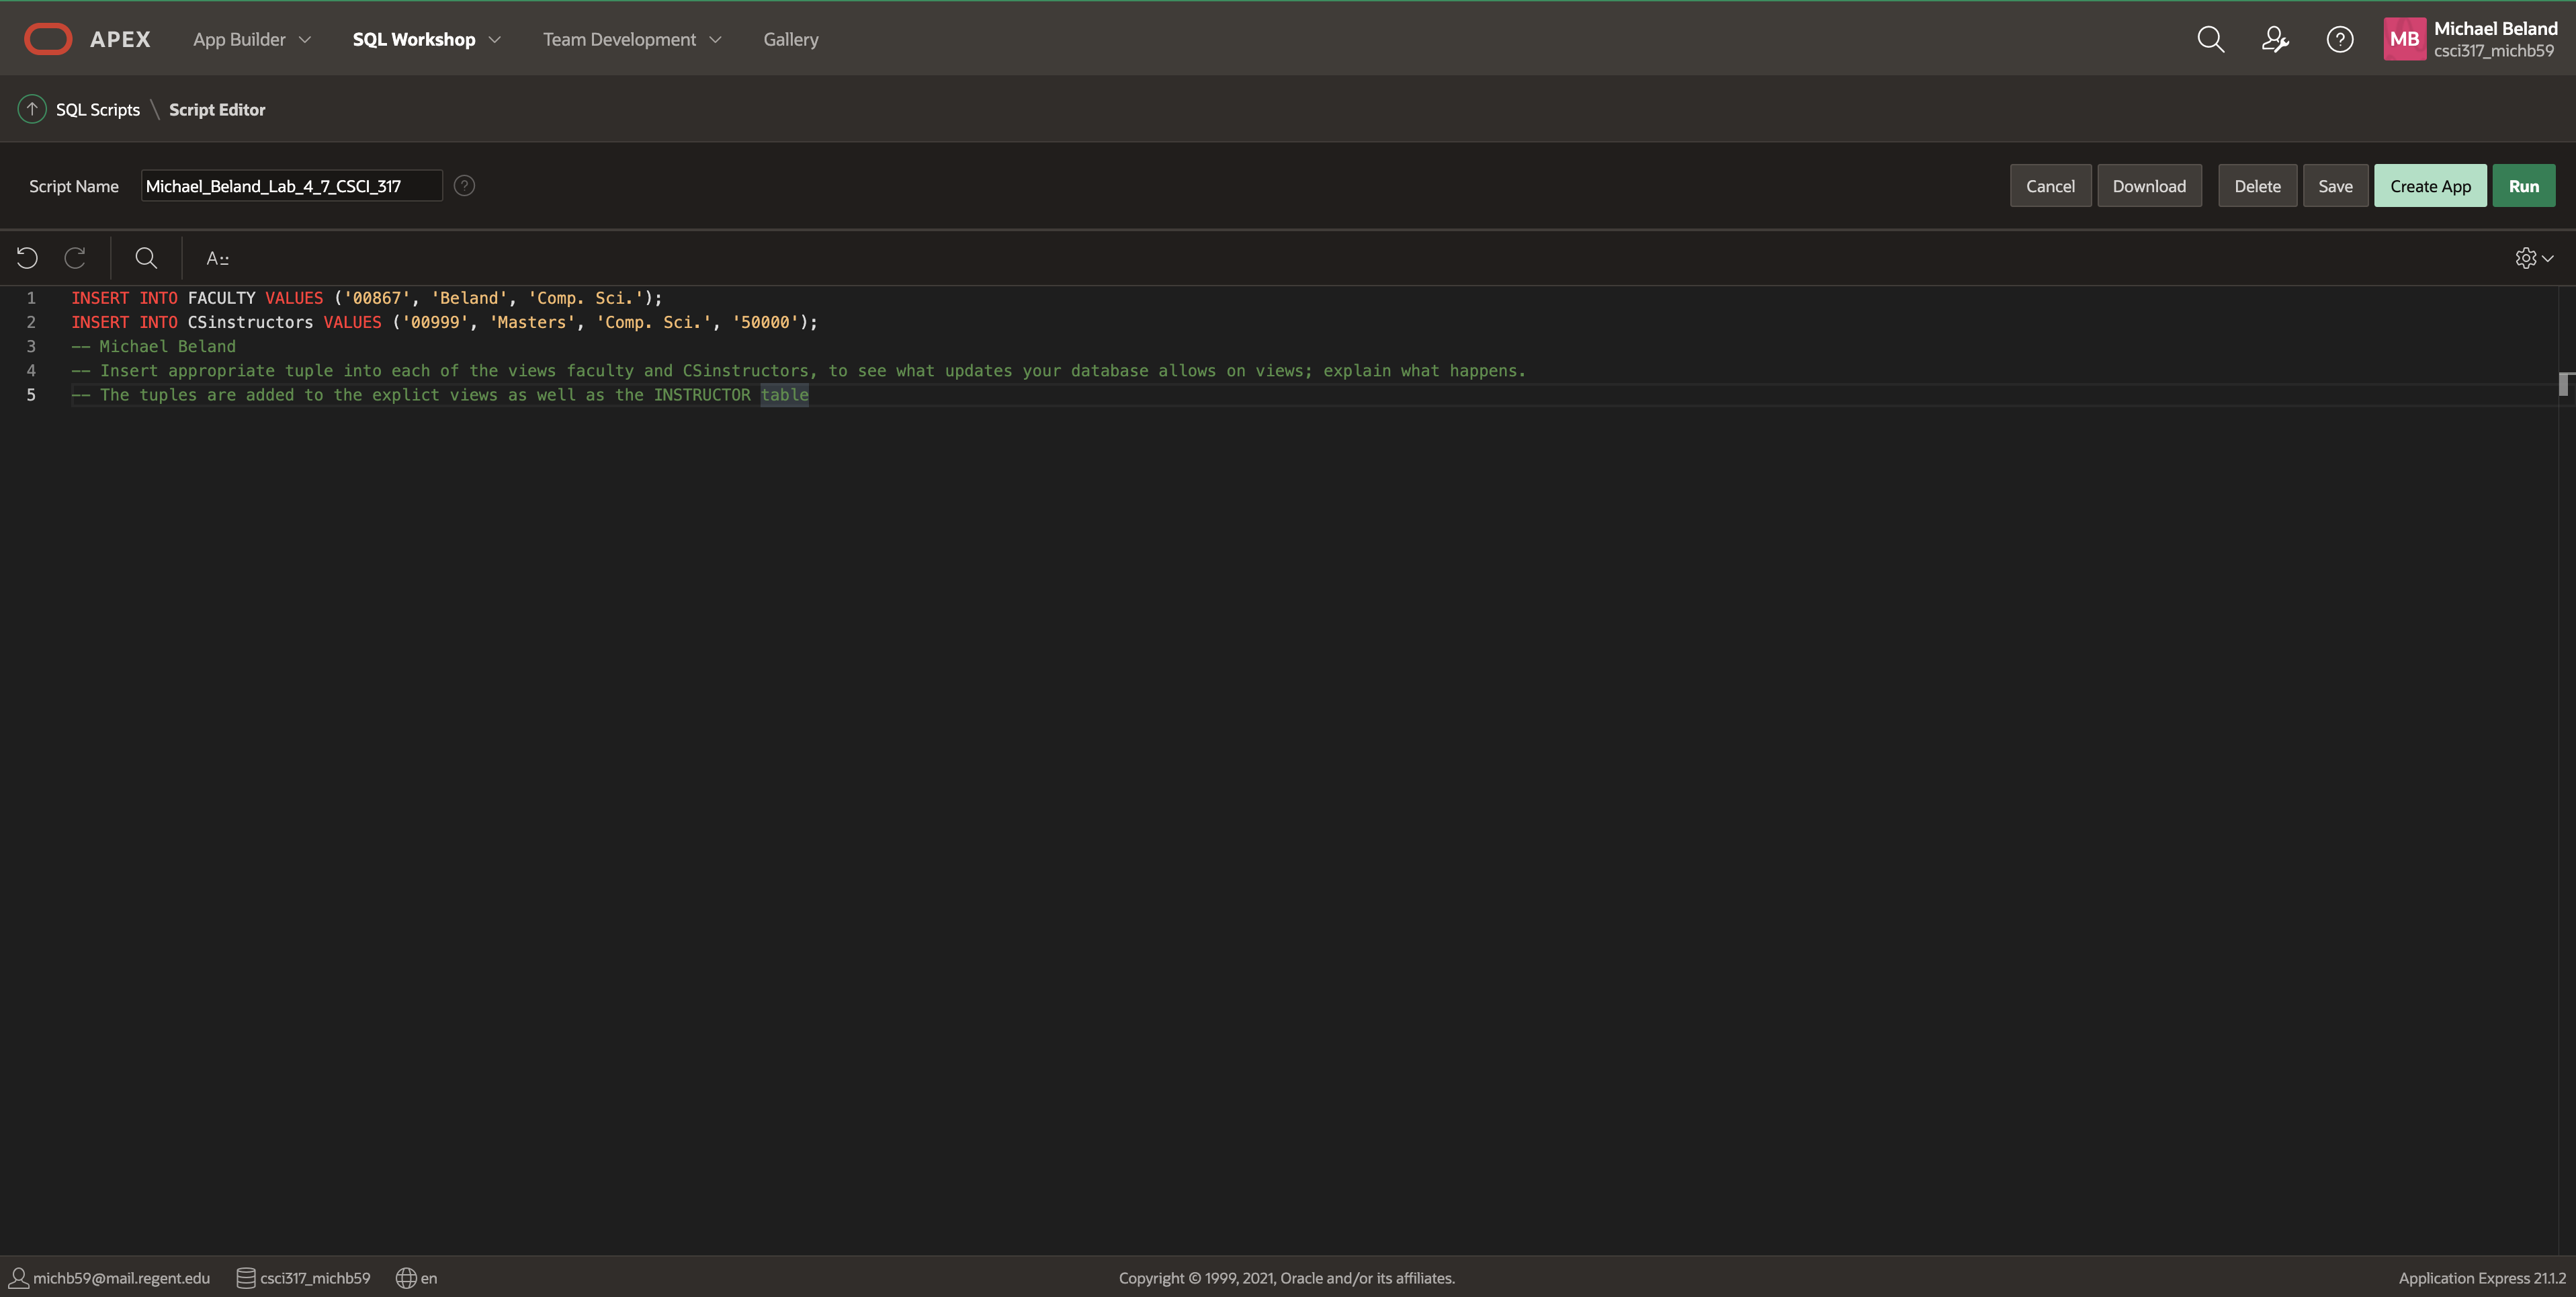 APEX App Builder SQL Workshop Team Development Gallery MB Michael Beland
csci317_michb59
SQL Scripts \ Script Editor
Script Name Michael_Beland_Lab_4_7_CSCI_317 ? Cancel Download Delete Save Create App Run
A::
1 INSERT INTO FACULTY VALUES ('00867', 'Beland', 'Comp. Sci.');
2 INSERT INTO CSinstructors VALUES ('00999', 'Masters', 'Comp. Sci.', '50000');
3 -- Michael Beland
4 -- Insert appropriate tuple into each of the views faculty and CSinstructors, to see what updates your database allows on views; explain what happens.
5 -- The tuples are added to the explict views as well as the INSTRUCTOR table
michb59@mail.regent.edu csci317_michb59 en Copyright © 1999, 2021, Oracle and/or its affiliates. Application Express 21.1.2